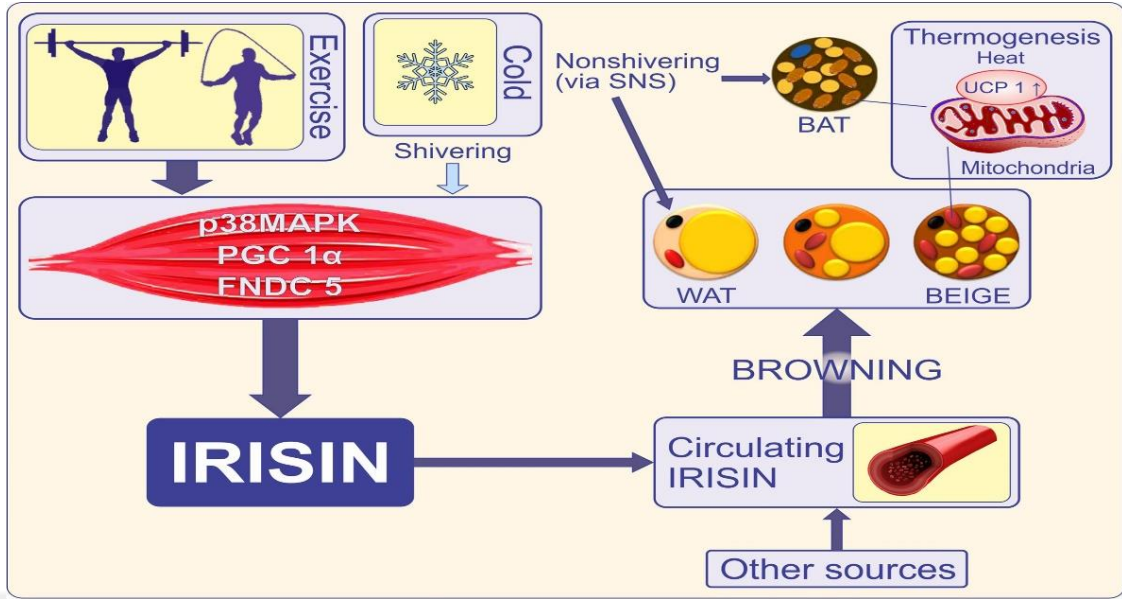 Exercise
Cold
Shivering
Nonshivering
(via SNS)
BAT
Thermogenesis
Heat
UCP 1 ↑
Mitochondria
p38MAPK
PGC 1α
FNDC 5
WAT
BEIGE
BROWNING
IRISIN
Circulating
IRISIN
Other sources